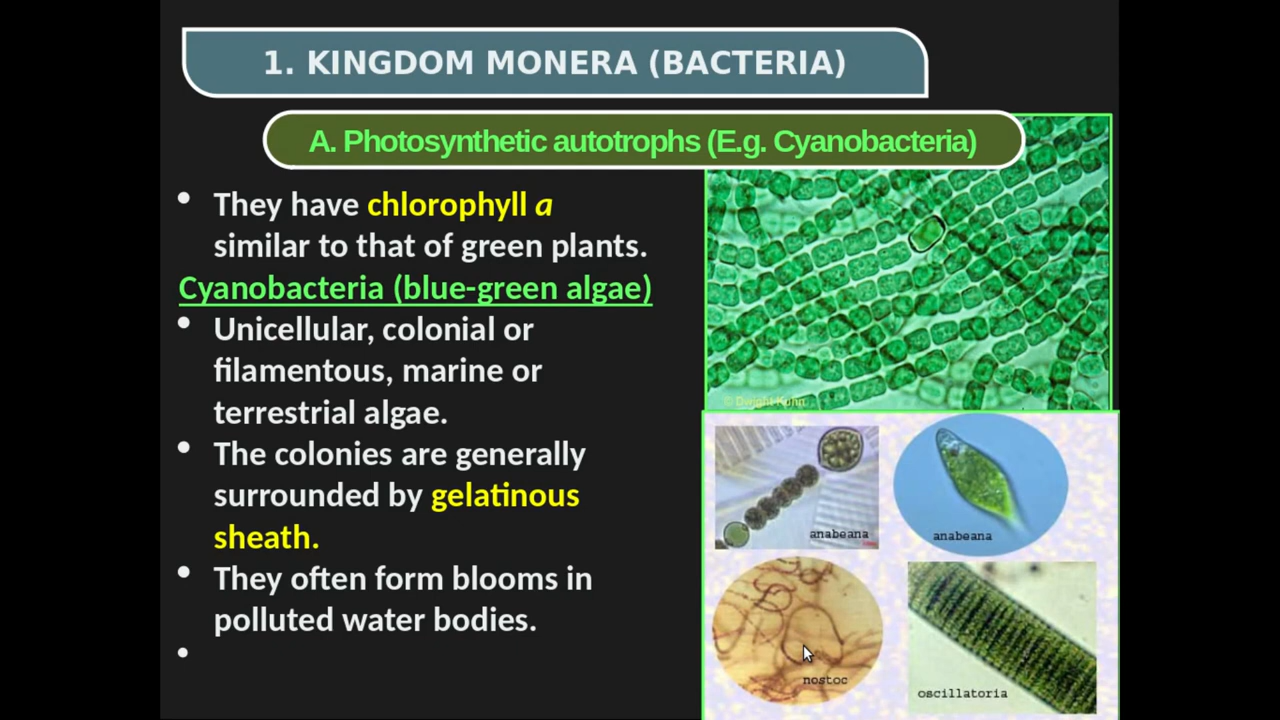 1. KINGDOM MONERA (BACTERIA)
A. Photosynthetic autotrophs (E.g. Cyanobacteria)
• They have chlorophyll a
similar to that of green plants.
Cyanobacteria (blue-green algae)
• Unicellular, colonial or
filamentous, marine or
terrestrial algae.
• The colonies are generally
surrounded by gelatinous
sheath.
• They often form blooms in
polluted water bodies.
•
© Dwight Kuhn
anabeana
anabeana
nostoc
oscillatoria